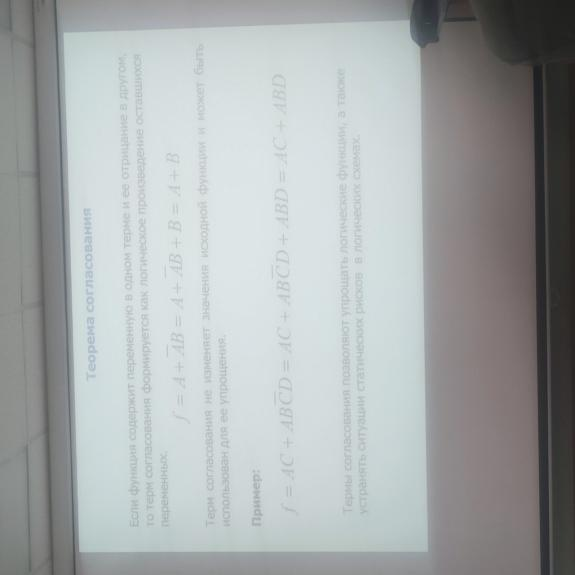 Теорема согласования
Если функция содержит переменную в одном терме и ее отрицание в другом,
то терм согласования формируется как логическое произведение оставшихся
переменных.
f = A + A̅B = A + A̅B + B = A + B
Терм согласования не изменяет значения исходной функции и может быть
использован для ее упрощения.
Пример:
f = AC + ABC̅D = AC + ABC̅D + ABD = AC + ABD
Термы согласования позволяют упрощать логические функции, а также
устранять ситуации статических рисков в логических схемах.